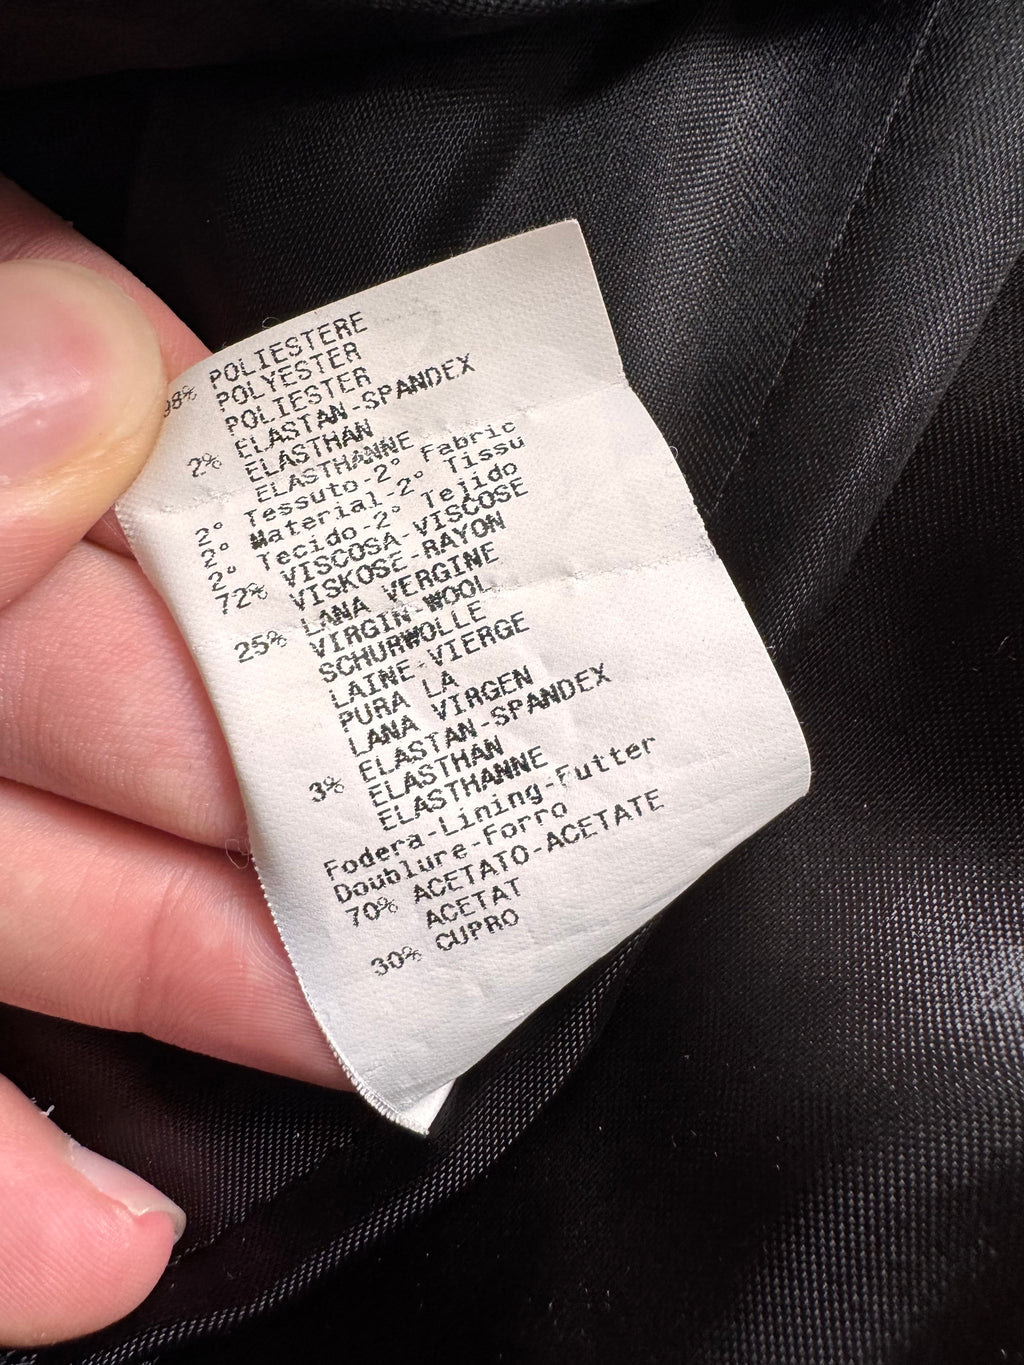 98% POLIESTERE
POLYESTER
POLIESTER
2% ELASTAN-SPANDEX
ELASTHAN
ELASTHANNE
2° Tessuto-2° Fabric
2° Material-2° Tissu
2° Tecido-2° Tejido
72% VISCOSA-VISCOSE
VISKOSE-RAYON
25% LANA VERGINE
VIRGIN-WOOL
SCHURWOLLE
LAINE-VIERGE
PURA LA
LANA VIRGEN
3% ELASTAN-SPANDEX
ELASTHAN
ELASTHANNE
Fodera-Lining-Futter
Doublure-Forro
70% ACETATO-ACETATE
ACETAT
30% CUPRO